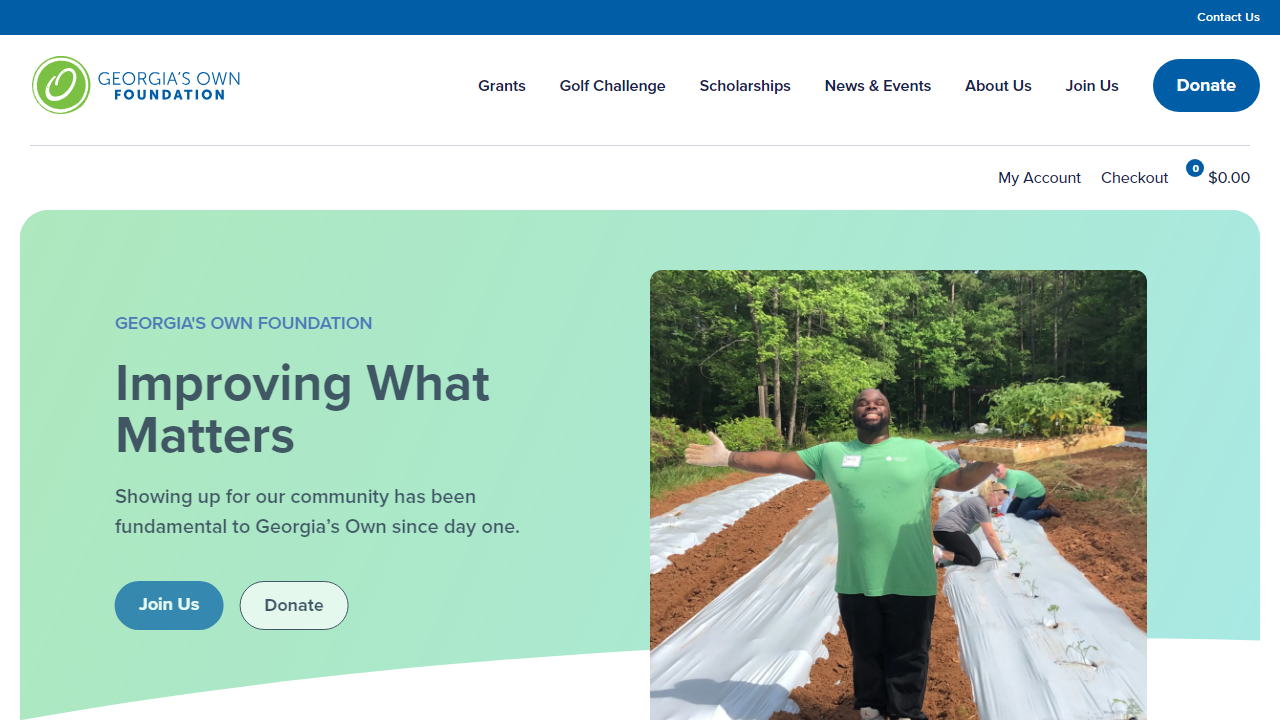 Contact Us
GEORGIA'S OWN
FOUNDATION
Grants
Golf Challenge
Scholarships
News & Events
About Us
Join Us
Donate
My Account
Checkout
0
$0.00
GEORGIA'S OWN FOUNDATION
Improving What
Matters
Showing up for our community has been
fundamental to Georgia’s Own since day one.
Join Us
Donate